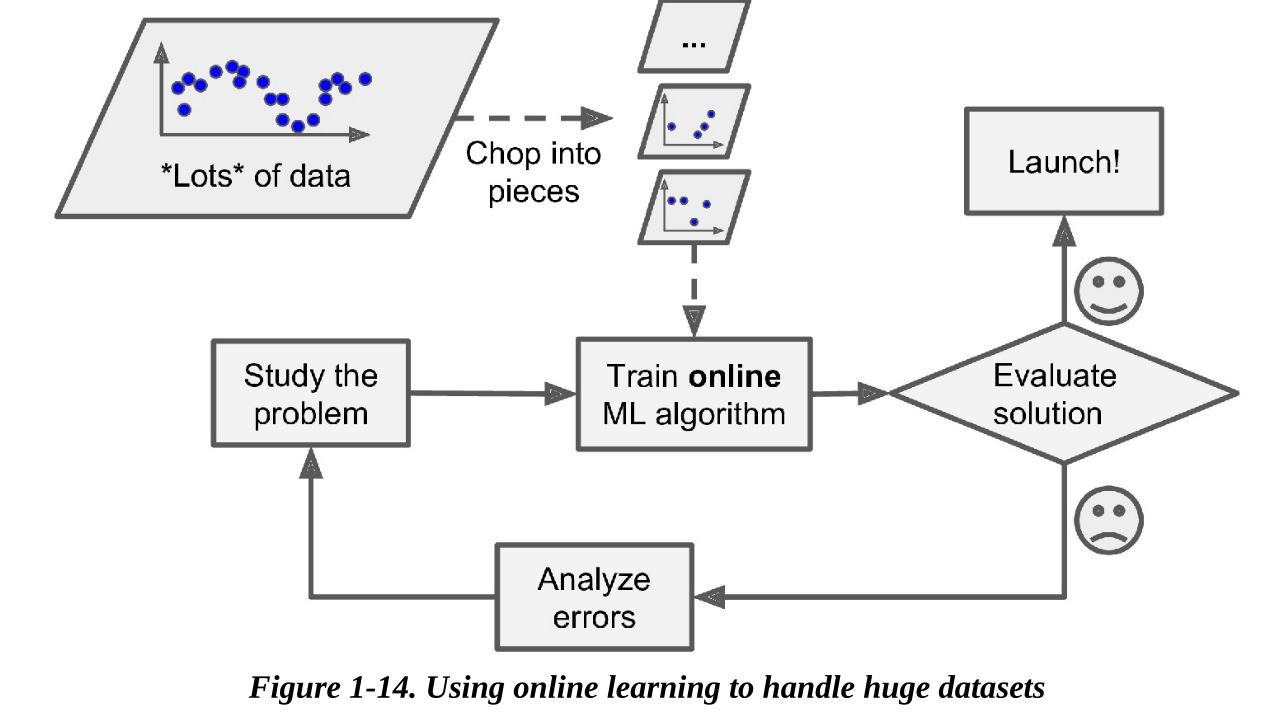 ...
*Lots* of data
Chop into
pieces
Launch!
Study the
problem
Train online
ML algorithm
Evaluate
solution
Analyze
errors
Figure 1-14. Using online learning to handle huge datasets